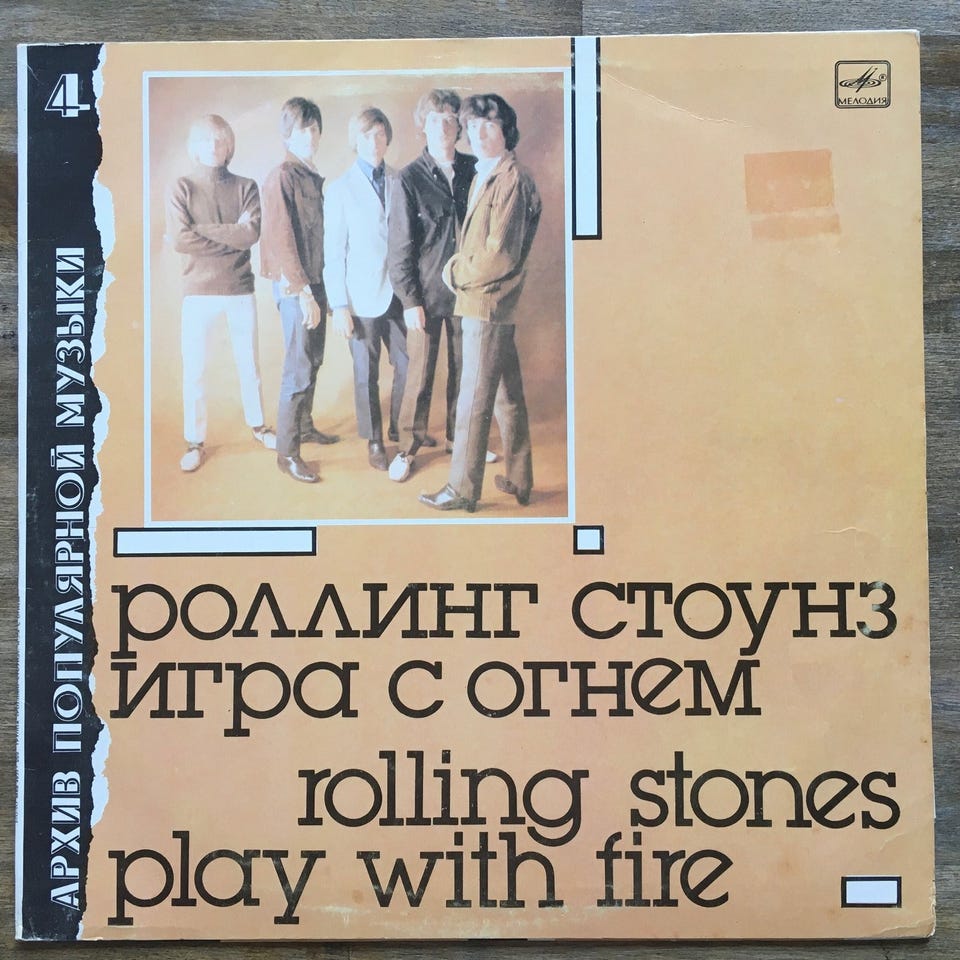 4
АРХИВ ПОПУЛЯРНОЙ МУЗЫКИ
МЕЛОДИЯ
роллинг стоунз
игра с огнем
rolling stones
play with fire